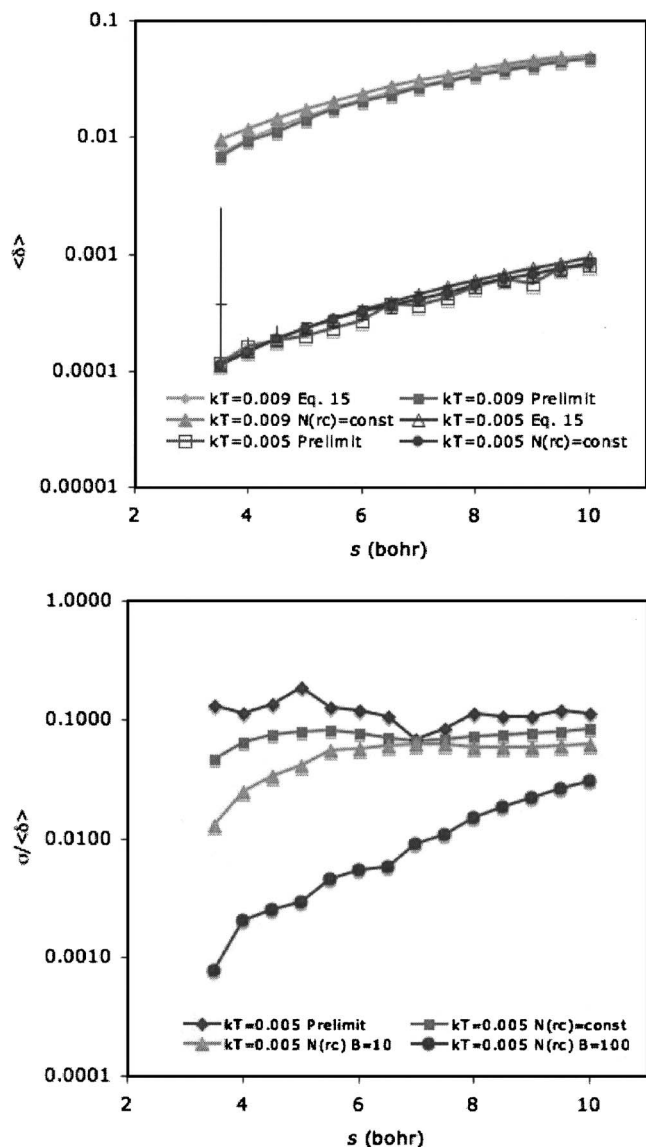 0.1
0.01
0.001
0.0001
0.00001
<δ>
kT=0.009 Eq. 15
kT=0.009 Prelimit
kT=0.009 N(rc)=const
kT=0.005 Eq. 15
kT=0.005 Prelimit
kT=0.005 N(rc)=const
2 4 6 8 10
s (bohr)
1.0000
0.1000
0.0100
0.0010
0.0001
σ/<δ>
kT=0.005 Prelimit
kT=0.005 N(rc)=const
kT=0.005 N(rc) B=10
kT=0.005 N(rc) B=100
2 4 6 8 10
s (bohr)